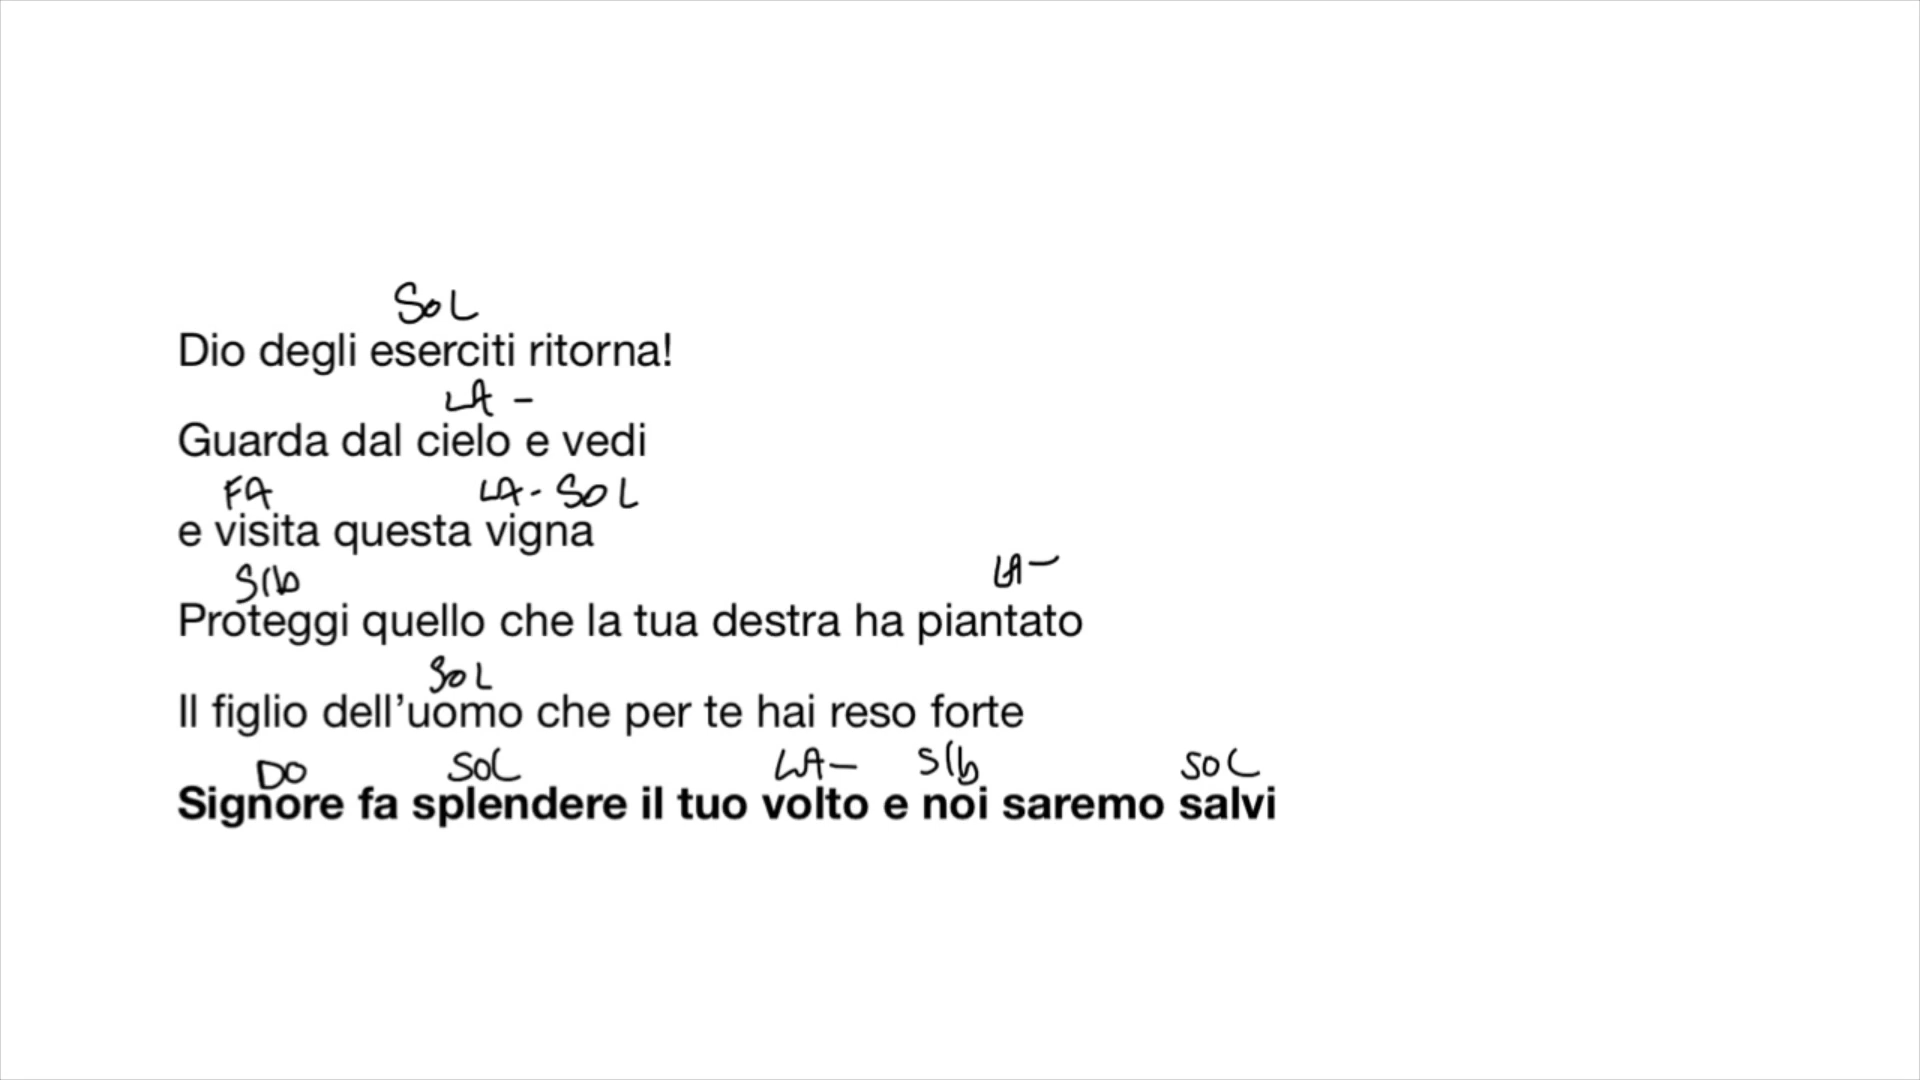 SOL
Dio degli eserciti ritorna!
LA -
Guarda dal cielo e vedi
FA LA- SOL
e visita questa vigna
SIb LA-
Proteggi quello che la tua destra ha piantato
SOL
Il figlio dell’uomo che per te hai reso forte
DO SOL LA- SIb SOL
Signore fa splendere il tuo volto e noi saremo salvi